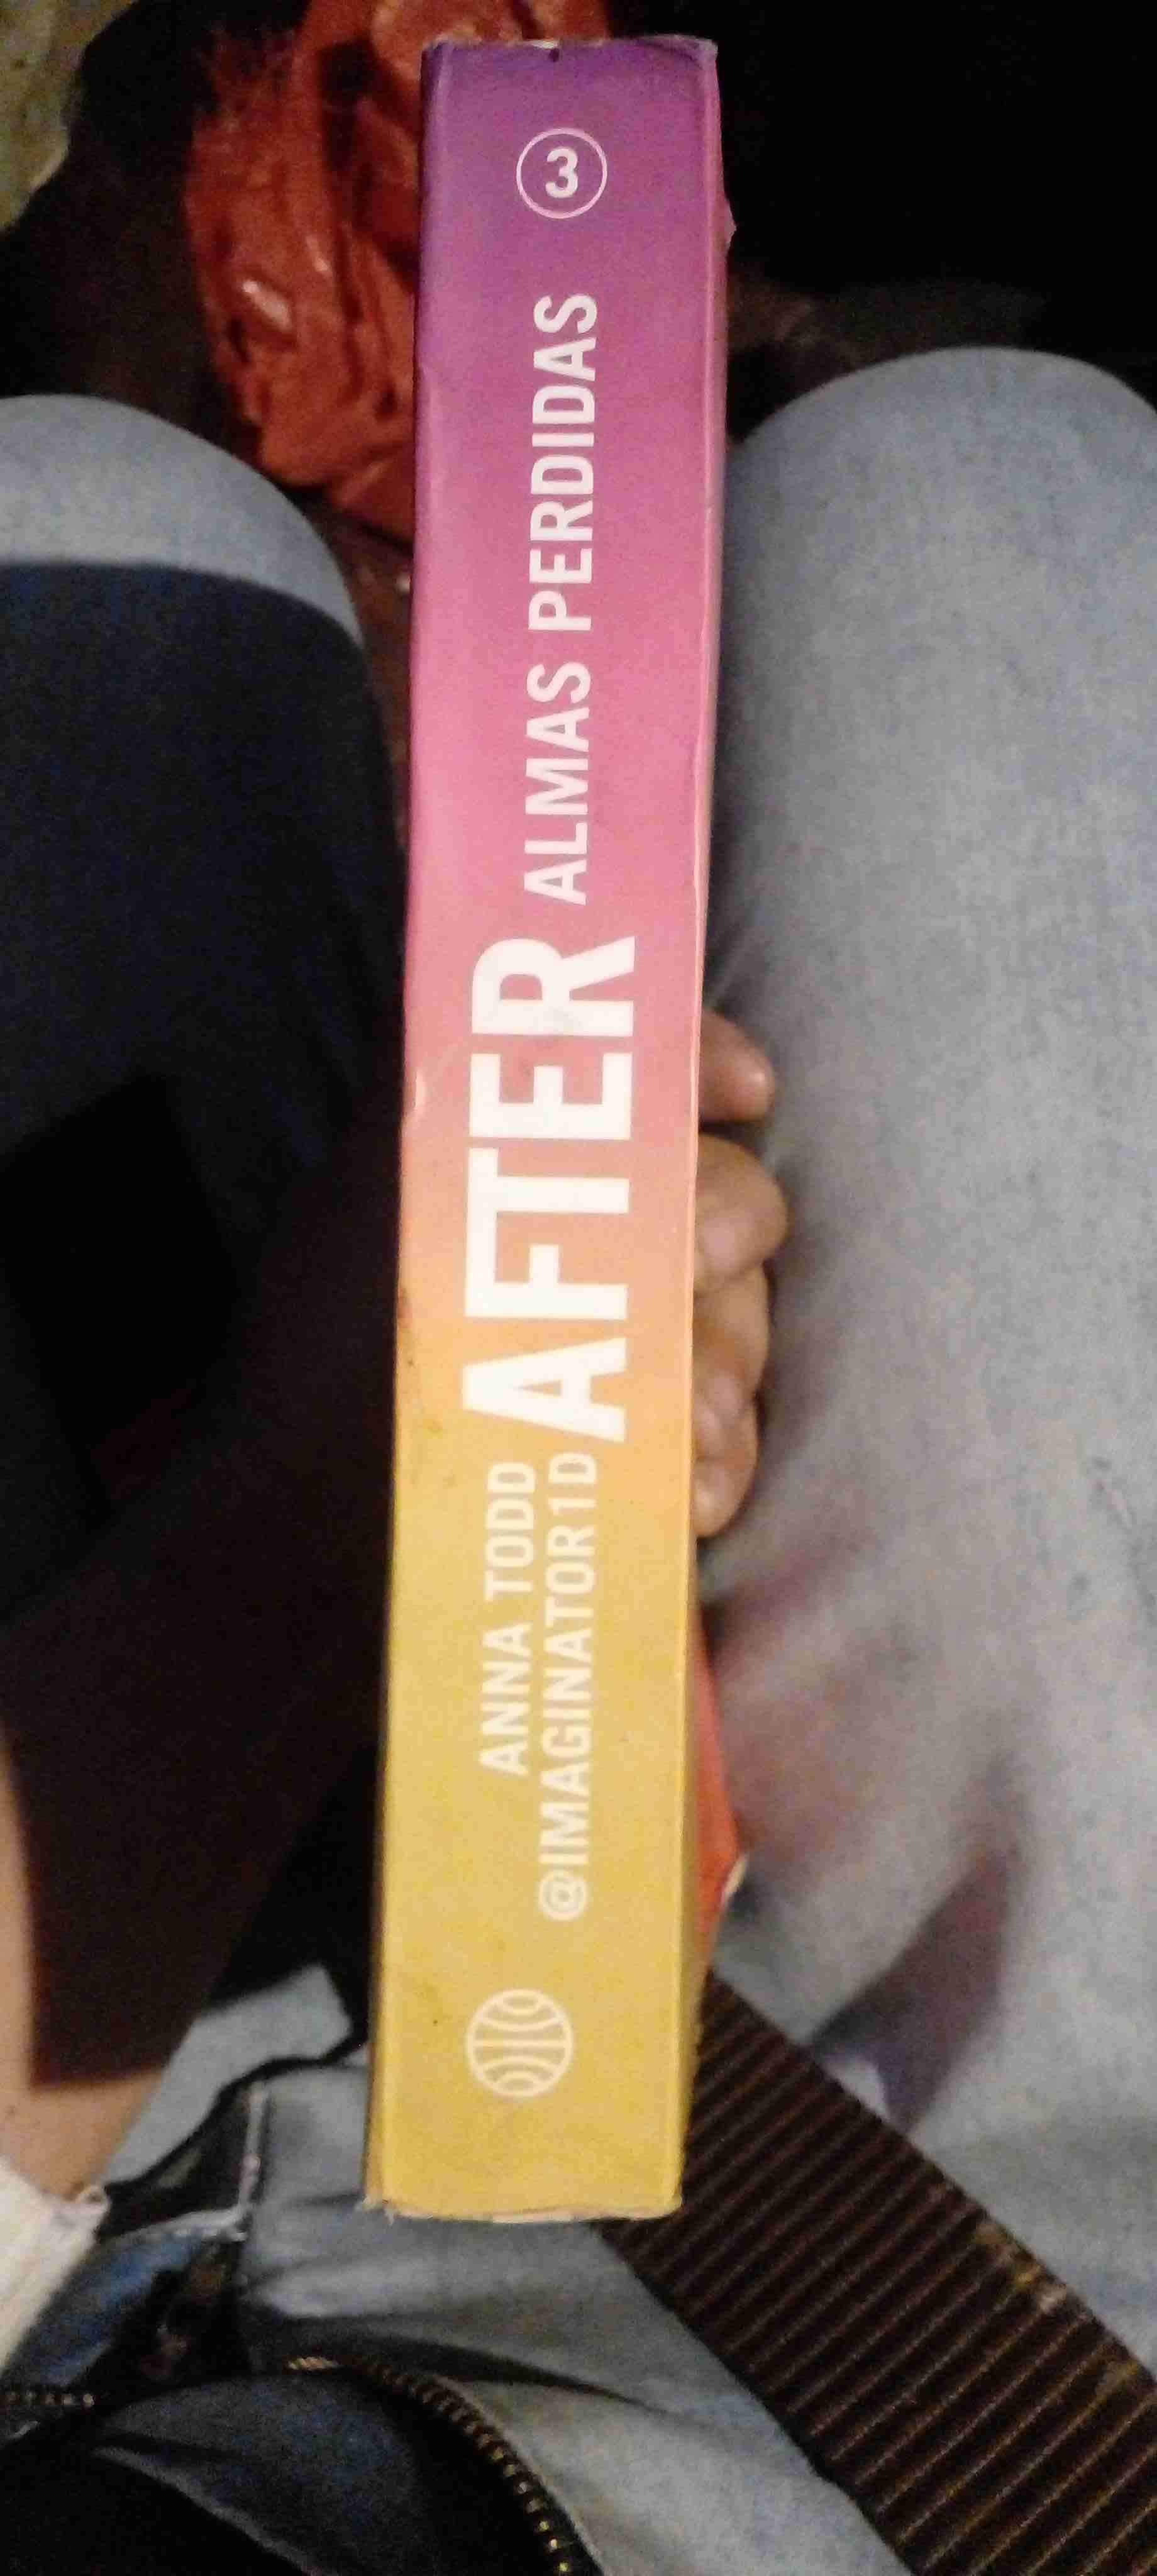 ANNA TODD
@IMAGINATOR1D
AFTER ALMAS PERDIDAS
3